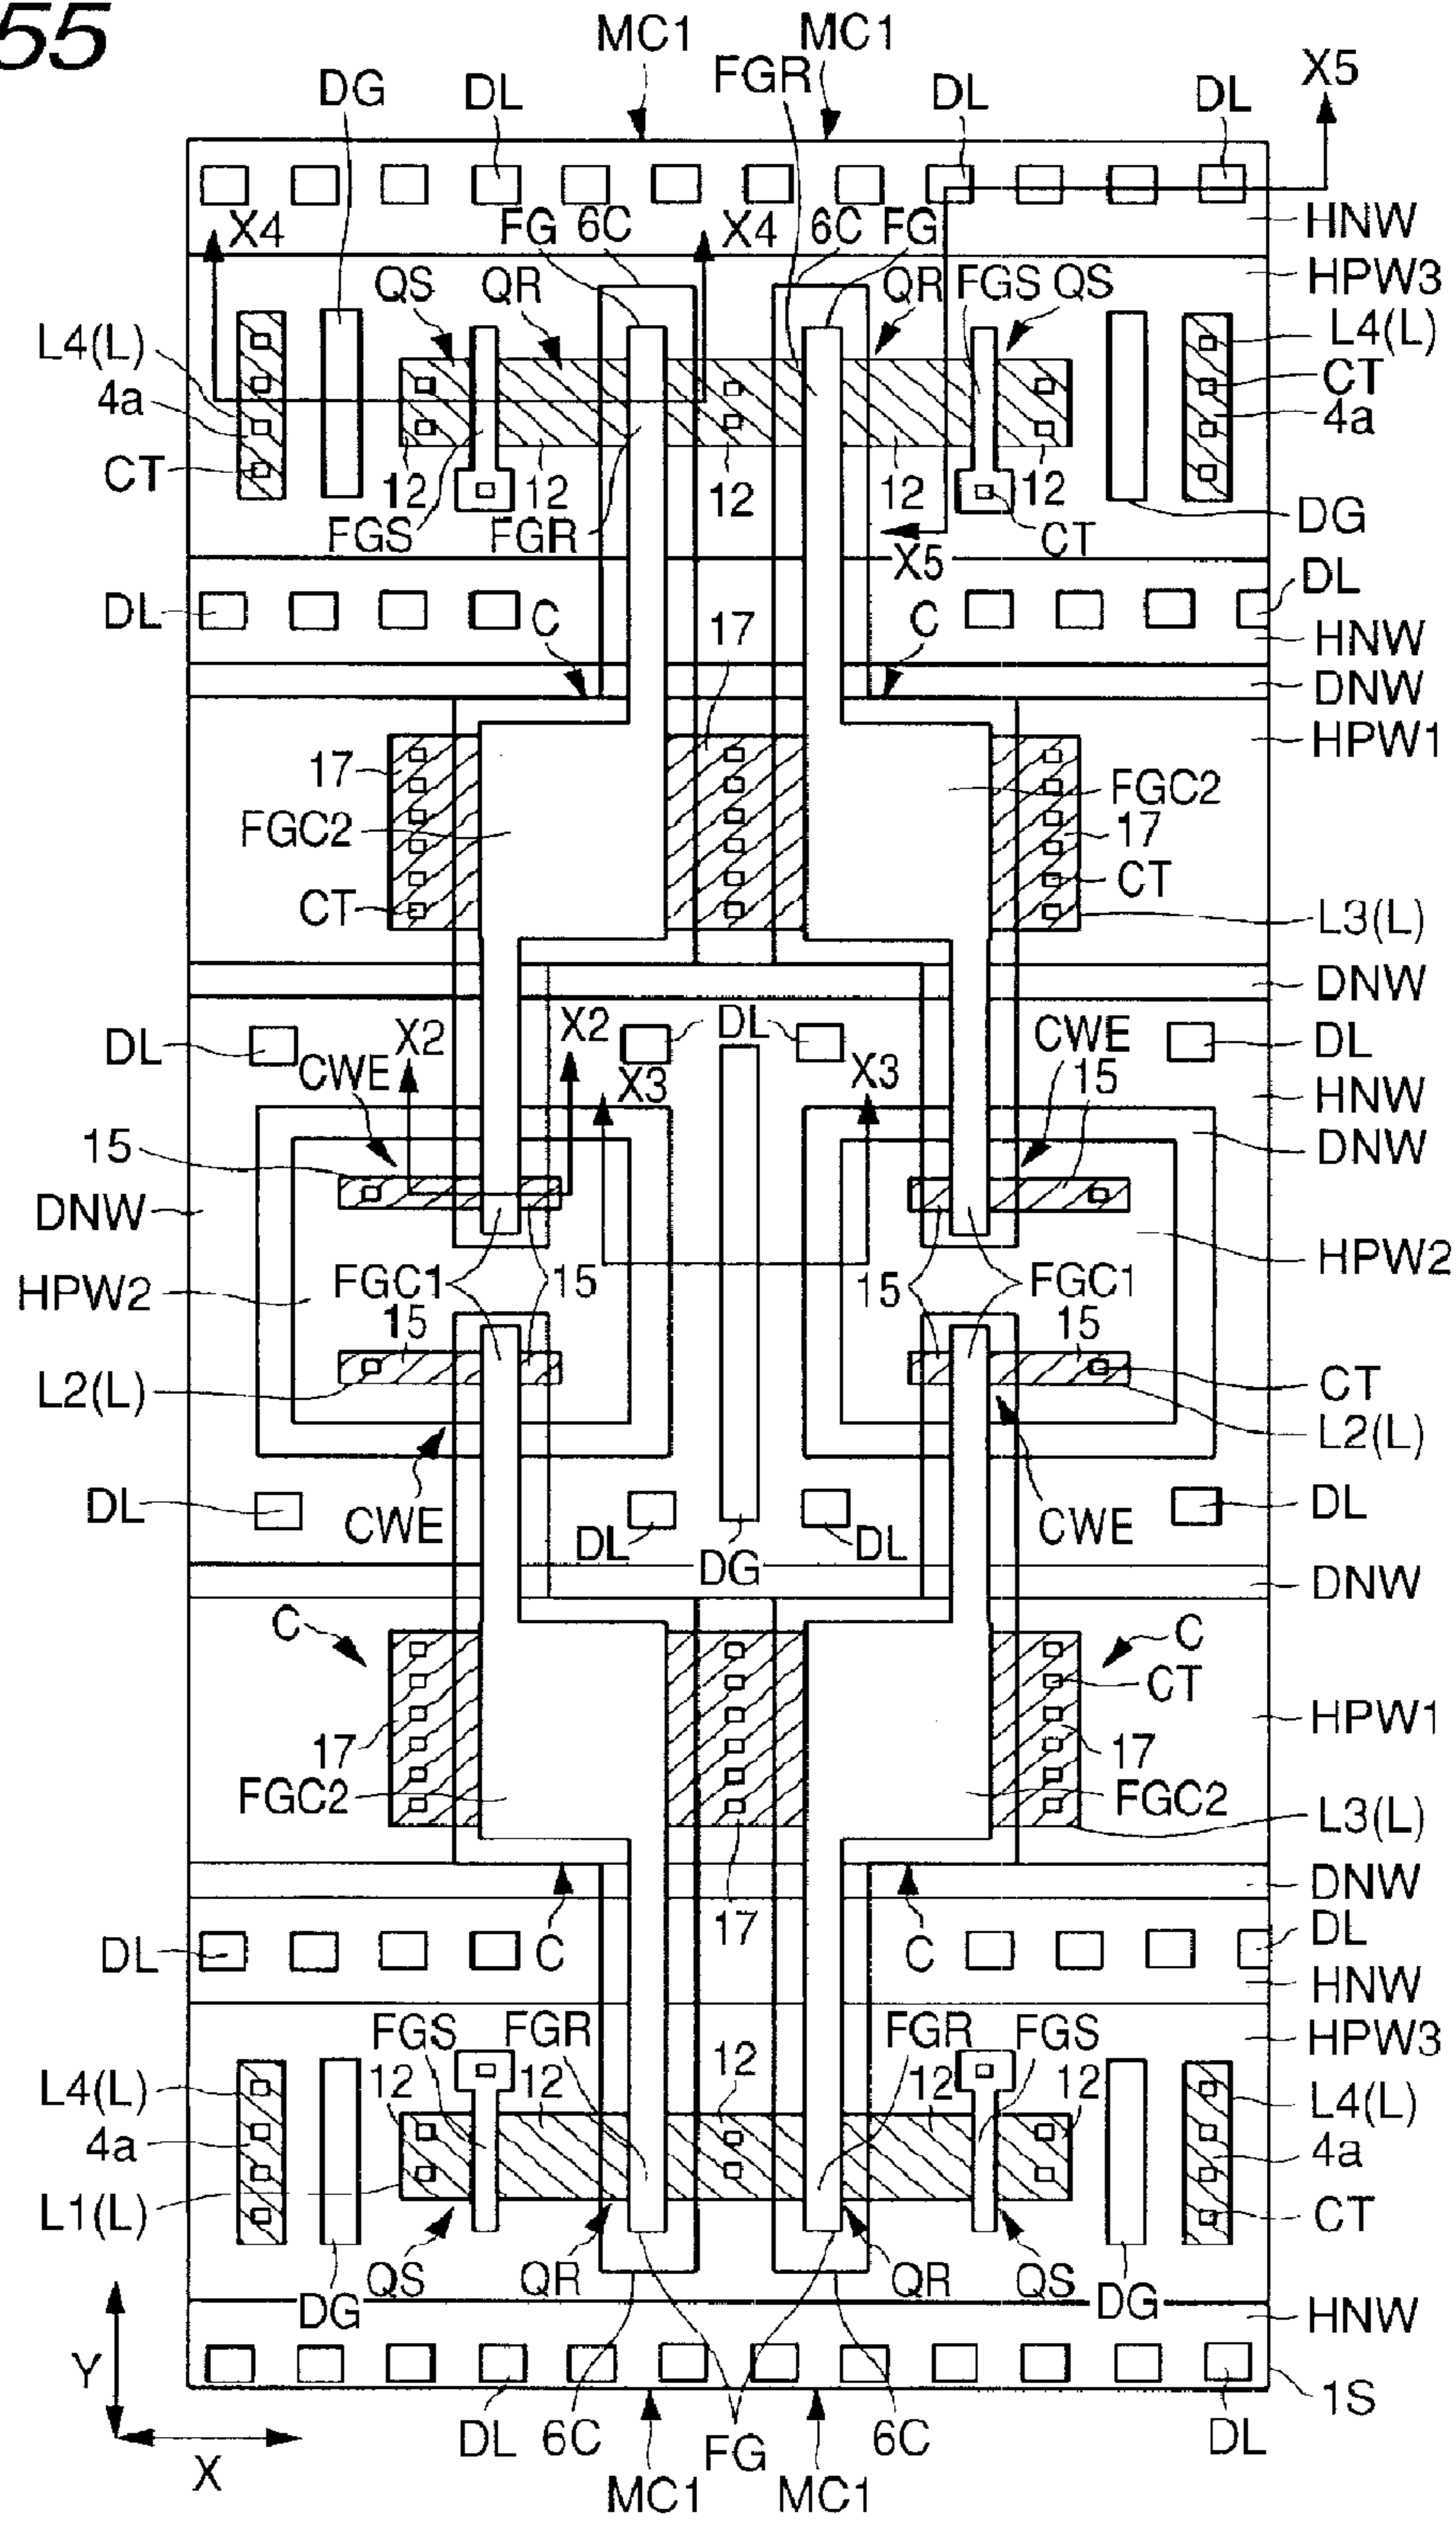 55
MC1 MC1
FGR
X5
DG DL DL DL
X4 FG 6C X4 6C FG HNW
HPW3
QS QR QR FGS QS
L4(L) L4(L)
CT
4a 4a
CT 12 12 12 12 12
DG
FGS FGR CT
X5
DL DL
C 17 C
HNW
DNW
HPW1
17
FGC2 FGC2
17
CT CT
L3(L)
DNW
DL X2 X2 DL CWE DL
CWE X3 X3 15 HNW
15 DNW
DNW
HPW2 FGC1 15 15 FGC1 HPW2
15 15
L2(L) CT
L2(L)
DL CWE DL DL CWE DL
DG
DNW
C C
CT
HPW1
17 17
FGC2 FGC2
L3(L)
DNW
17
DL C C DL
HNW
FGS FGR FGR FGS HPW3
12
L4(L) 12 12 12 12 L4(L)
4a 4a
L1(L) CT
QS QR QR QS
DG DG HNW
Y
1S
DL 6C FG 6C DL
X
MC1 MC1